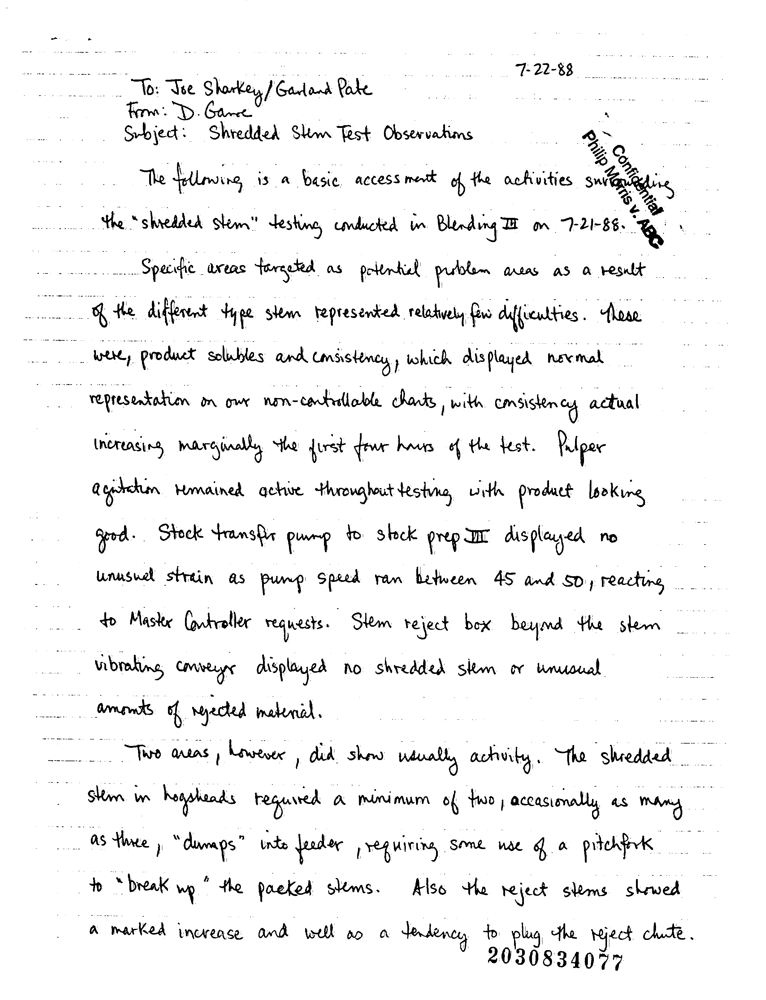 7-22-88
To: Joe Sharkey/Garland Pate
From: D. Game
Subject: Shredded Stem Test Observations
Confidential
Philip Morris v. ABC
The following is a basic accessment of the activities surrounding
the "shredded stem" testing conducted in Blending III on 7-21-88.
Specific areas targeted as potential problem areas as a result
of the different type stem represented relatively few difficulties. These
were, product solubles and consistency, which displayed normal
representation on our non-controllable charts, with consistency actual
increasing marginally the first four hours of the test. Pulper
agitation remained active throughout testing with product looking
good. Stock transfer pump to stock prep III displayed no
unusual strain as pump speed ran between 45 and 50, reacting
to Master Controller requests. Stem reject box beyond the stem
vibrating conveyor displayed no shredded stem or unusual
amounts of rejected material.
Two areas, however, did show usually activity. The shredded
stem in hogsheads required a minimum of two, occasionally as many
as three, "dumps" into feeder, requiring some use of a pitchfork
to "break up" the packed stems. Also the reject stems showed
a marked increase and well as a tendency to plug the reject chute.
2030834077